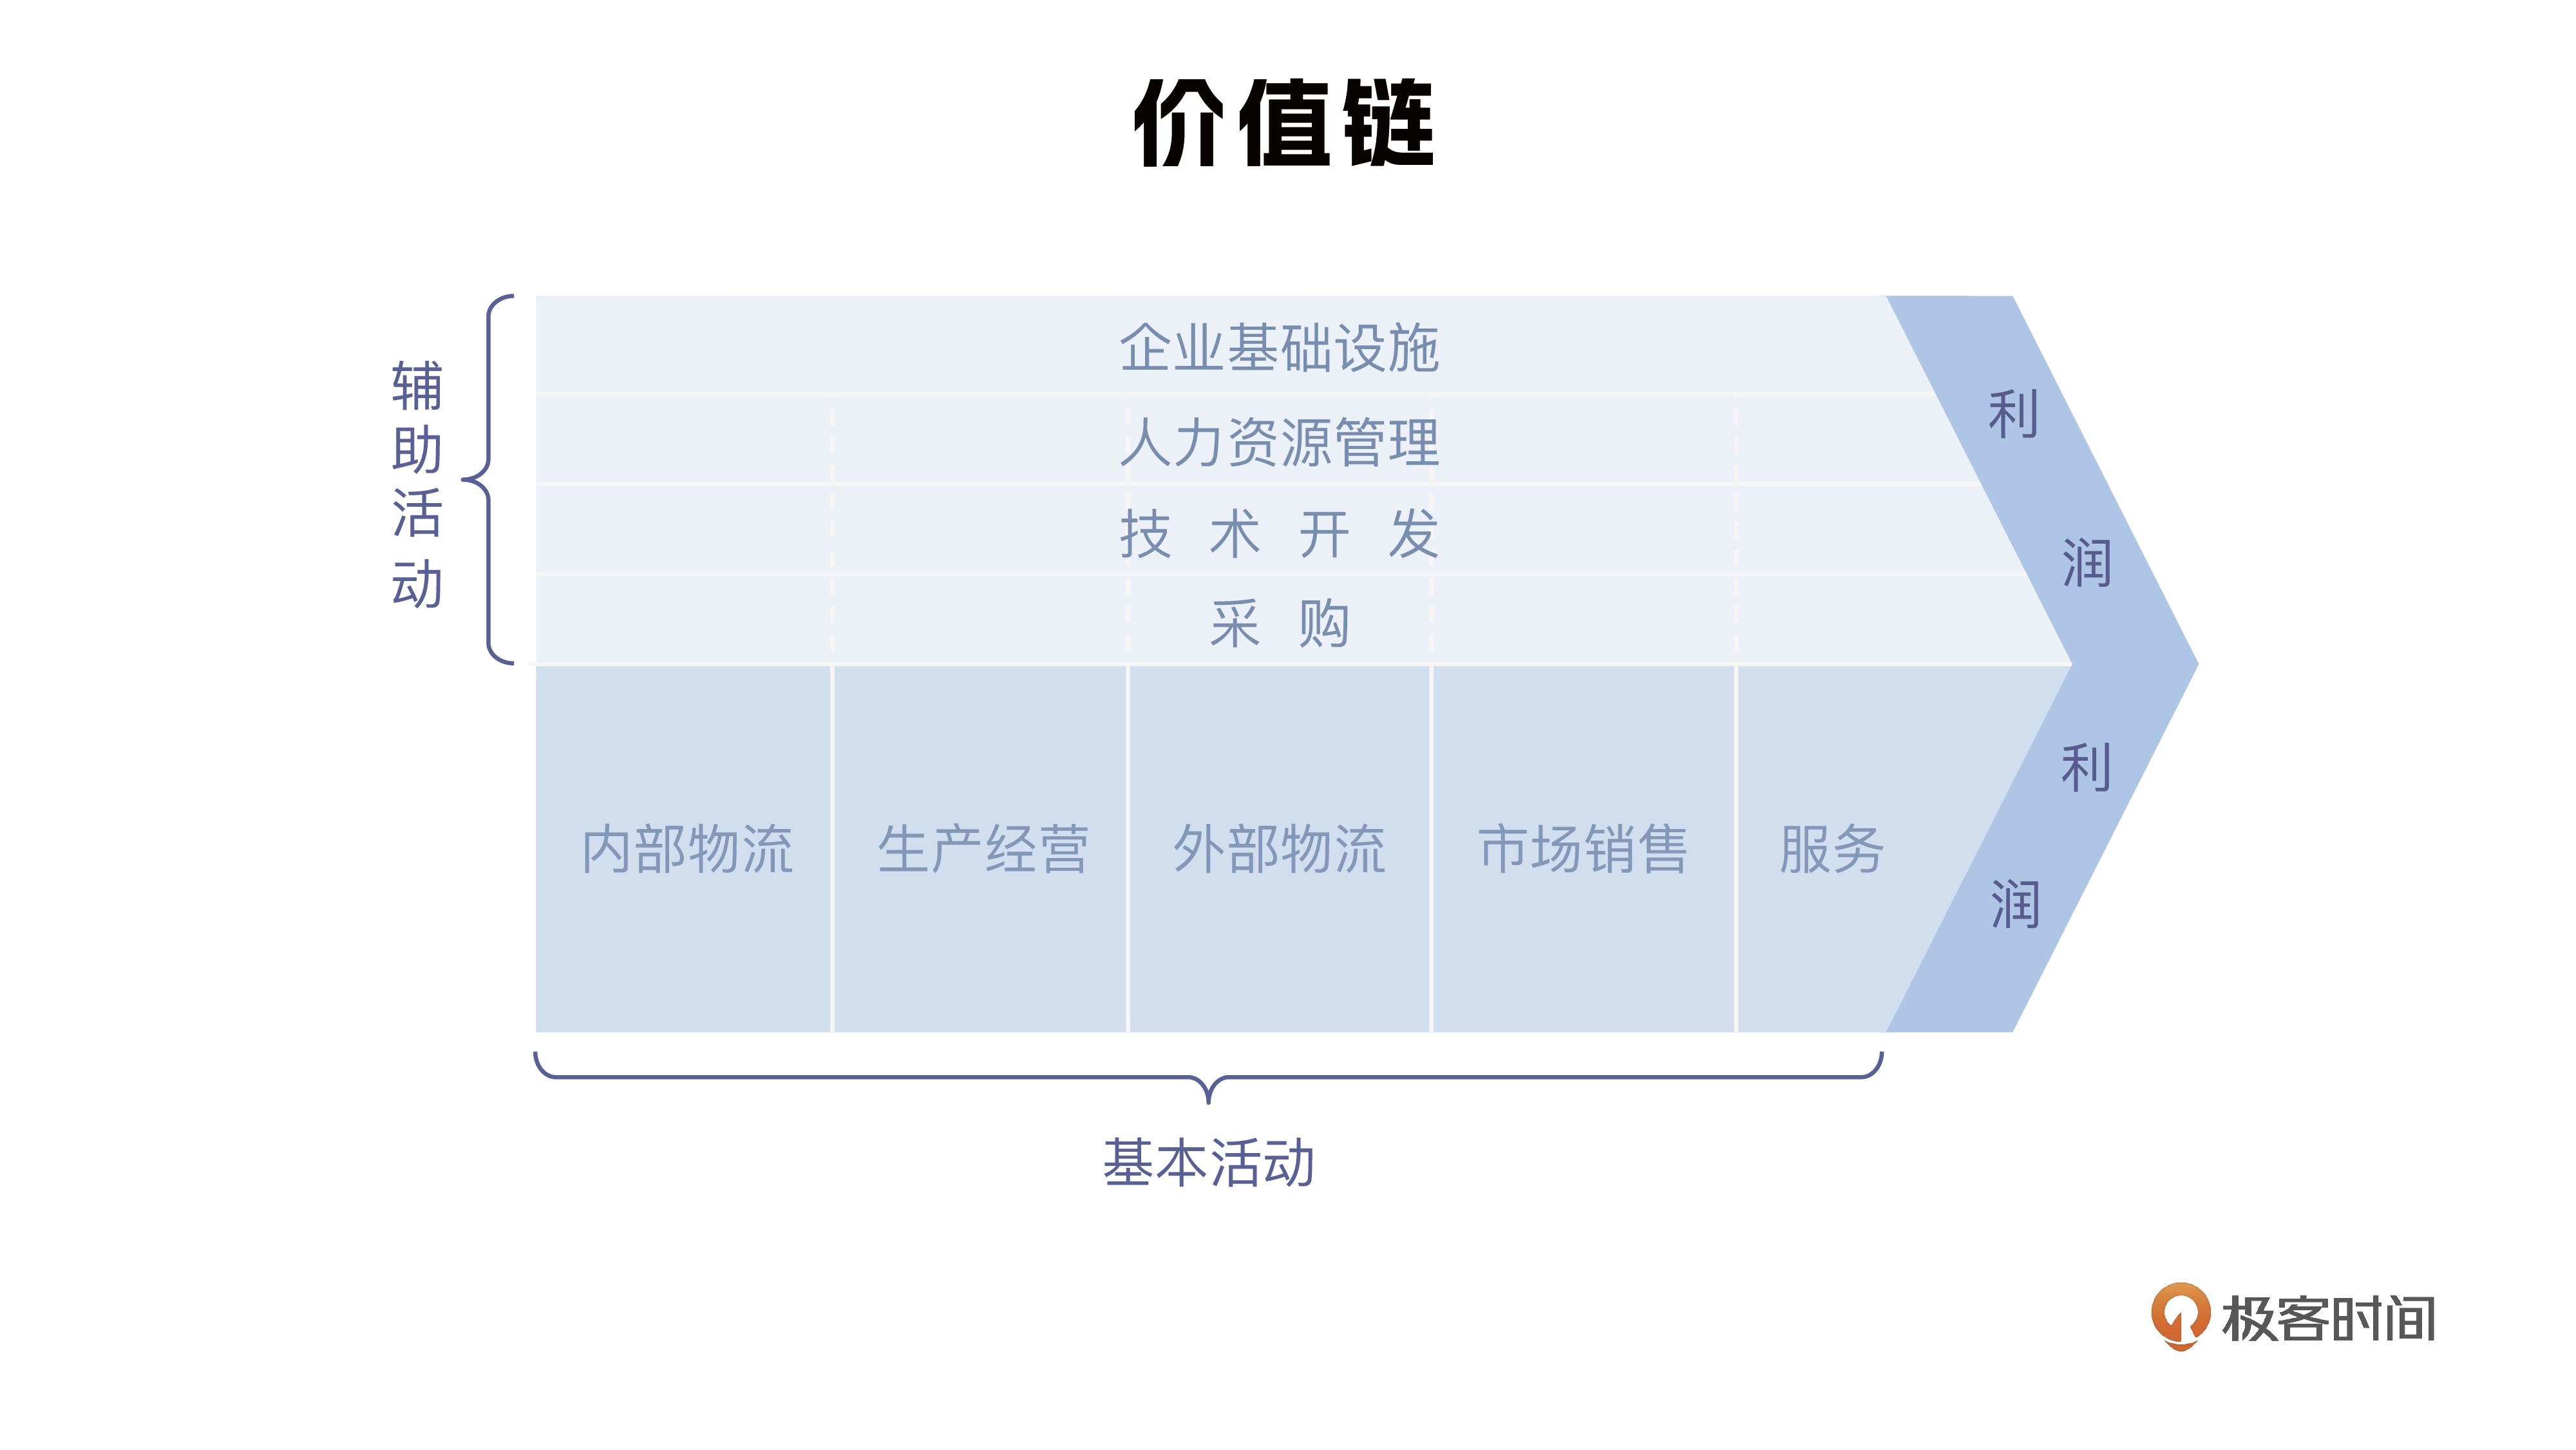 价值链
辅助活动
企业基础设施
人力资源管理
技术开发
采购
利润
内部物流
生产经营
外部物流
市场销售
服务
利润
基本活动
极客时间